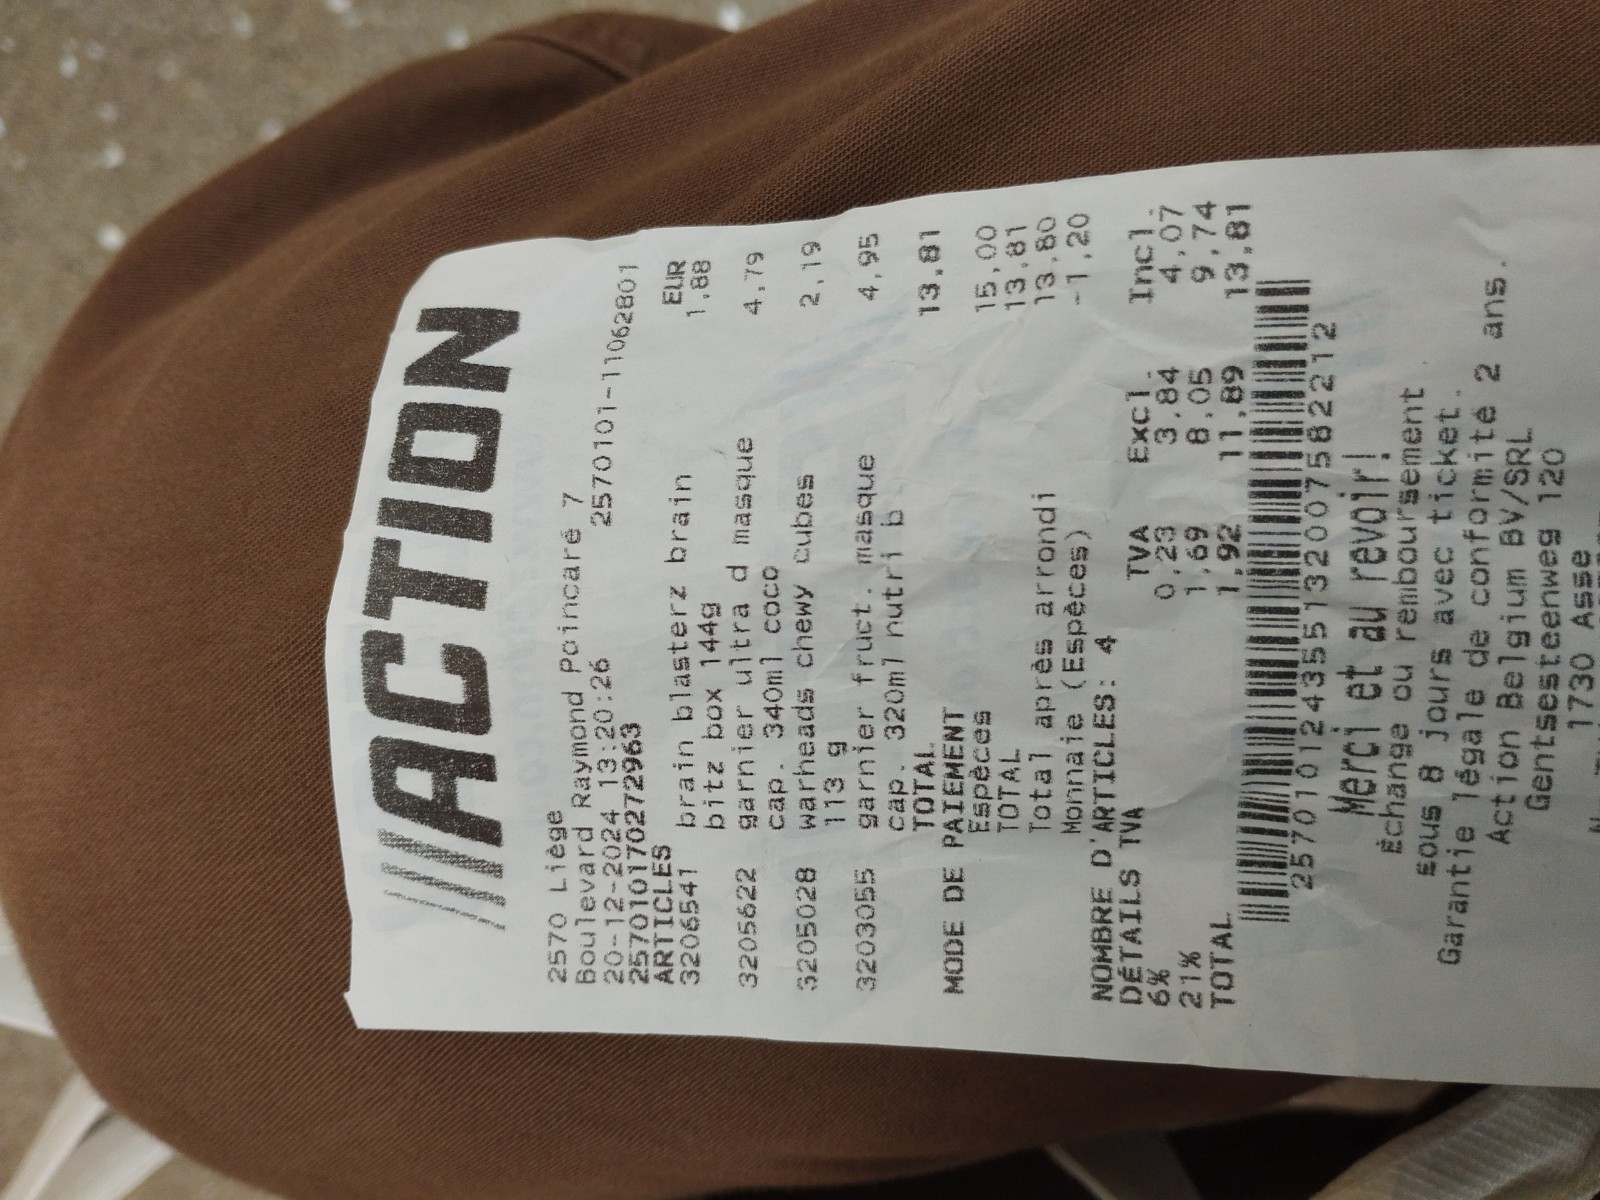 ACTION
2570 Liège
Boulevard Raymond Poincaré 7
20-12-2024 13:20:26 2570101-11062801
257010170272963
ARTICLES EUR
3206541 brain blasterz brain 1,88
bitz box 144g
3205622 garnier ultra d masque 4,79
cap. 340ml coco
3205028 warheads chewy cubes 2,19
113 g
3203055 garnier fruct. masque 4,95
cap. 320ml nutri b
TOTAL 13,81
MODE DE PAIEMENT
Espèces 15,00
TOTAL 13,81
Total après arrondi 13,80
Monnaie (Espèces) -1,20
NOMBRE D'ARTICLES: 4
DÉTAILS TVA TVA Excl. Incl.
6% 0,23 3,84 4,07
21% 1,69 8,05 9,74
TOTAL 1,92 11,89 13,81
257010124355132007582212
Merci et au revoir!
Échange ou remboursement
sous 8 jours avec ticket.
Garantie légale de conformité 2 ans.
Action Belgium BV/SRL
Gentsesteenweg 120
1730 Asse